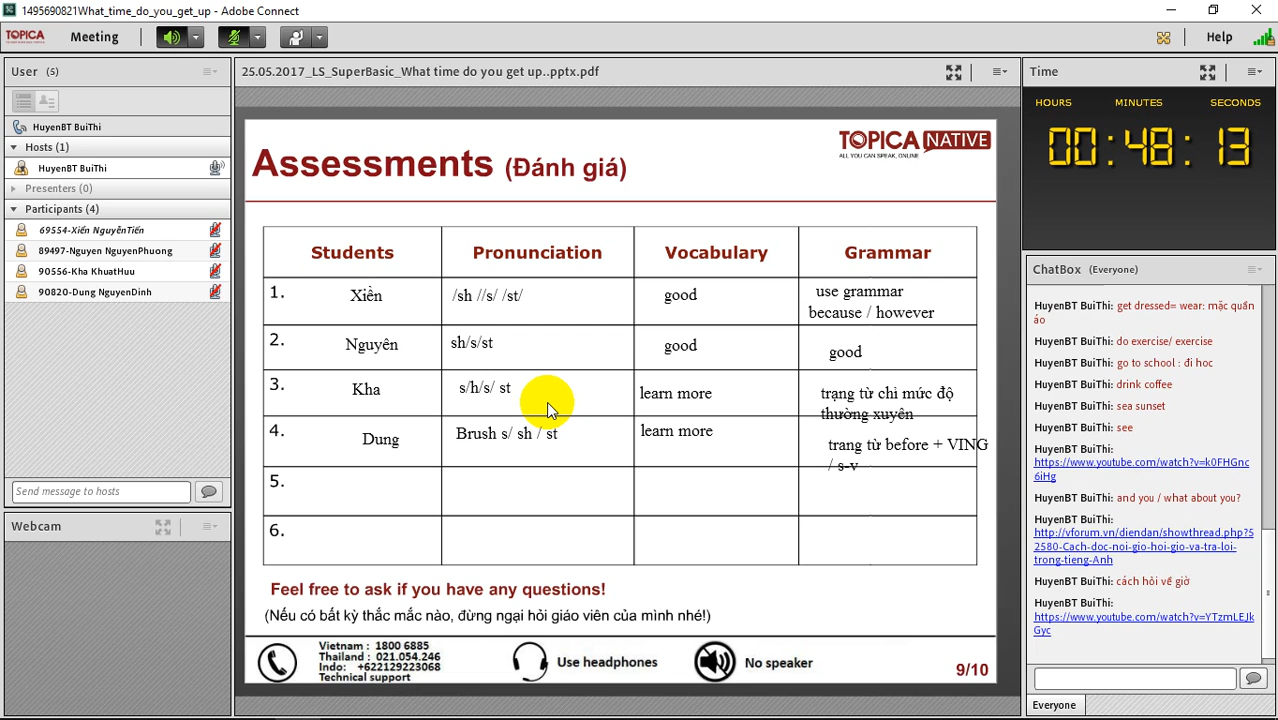 1495690821What_time_do_you_get_up - Adobe Connect
TOPICA
Meeting
Help
User (5)
HuyenBT BuiThi
Hosts (1)
HuyenBT BuiThi
Presenters (0)
Participants (4)
69554-Xiển NguyễnTiến
89497-Nguyen NguyenPhuong
90556-Kha KhuatHuu
90820-Dung NguyenDinh
Send message to hosts
Webcam
25.05.2017_LS_SuperBasic_What time do you get up..pptx.pdf
TOPICA NATIVE
ALL YOU CAN SPEAK, ONLINE
Assessments (Đánh giá)
Students Pronunciation Vocabulary Grammar
1. Xiền /sh //s/ /st/ good use grammar
because / however
2. Nguyên sh/s/st good good
3. Kha s/h/s/ st learn more trạng từ chỉ mức độ
thường xuyên
4. Dung Brush s/ sh / st learn more trang từ before + VING
/ s-v
5.
6.
Feel free to ask if you have any questions!
(Nếu có bất kỳ thắc mắc nào, đừng ngại hỏi giáo viên của mình nhé!)
Vietnam : 1800 6885
Thailand : 021.054.246
Indo: +622129223068
Technical support
Use headphones
No speaker
9/10
Time
HOURS MINUTES SECONDS
00:48:13
ChatBox (Everyone)
HuyenBT BuiThi: get dressed= wear: mặc quần
áo
HuyenBT BuiThi: do exercise/ exercise
HuyenBT BuiThi: go to school : đi hoc
HuyenBT BuiThi: drink coffee
HuyenBT BuiThi: sea sunset
HuyenBT BuiThi: see
HuyenBT BuiThi:
https://www.youtube.com/watch?v=k0FHGnc
6iHg
HuyenBT BuiThi: and you / what about you?
HuyenBT BuiThi:
http://vforum.vn/diendan/showthread.php?5
2580-Cach-doc-noi-gio-hoi-gio-va-tra-loi-
trong-tieng-Anh
HuyenBT BuiThi: cách hỏi về giờ
HuyenBT BuiThi:
https://www.youtube.com/watch?v=YTzmLEJk
Gyc
Everyone